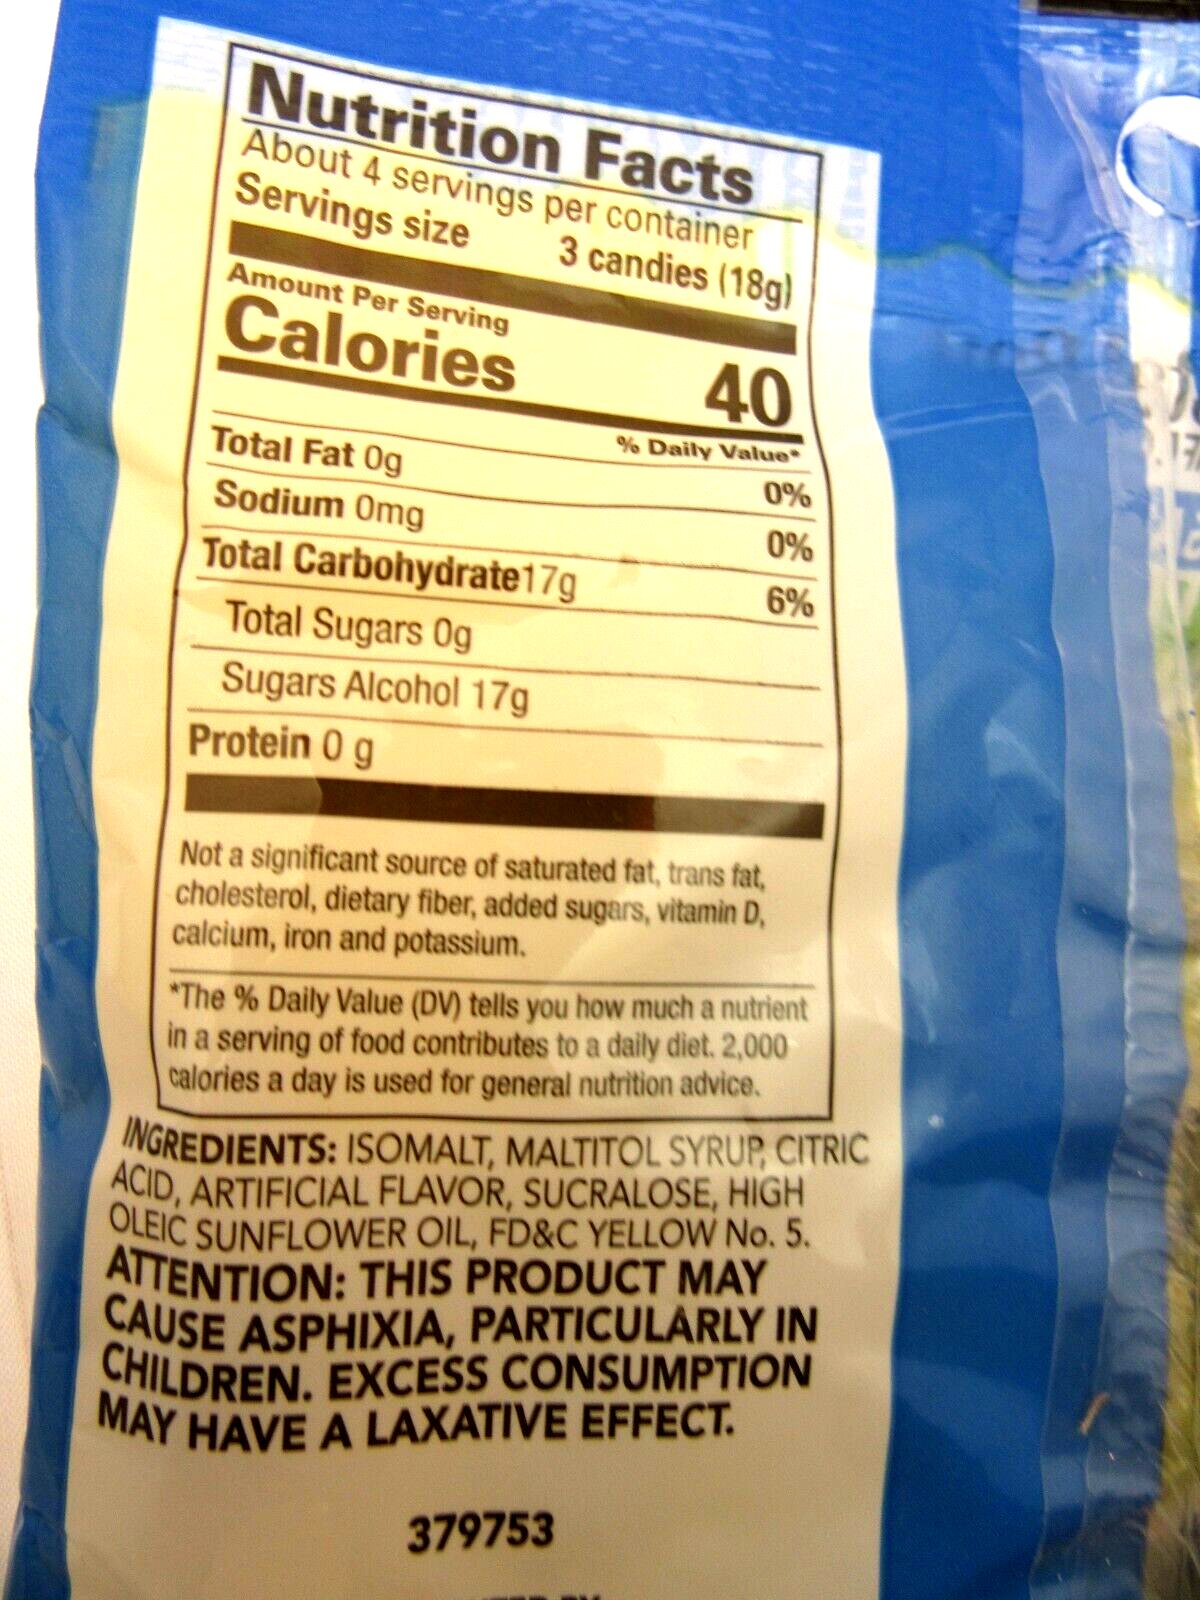 Nutrition Facts
About 4 servings per container
Servings size 3 candies (18g)
Amount Per Serving
Calories 40
% Daily Value*
Total Fat 0g 0%
Sodium 0mg 0%
Total Carbohydrate17g 6%
Total Sugars 0g
Sugars Alcohol 17g
Protein 0 g
Not a significant source of saturated fat, trans fat,
cholesterol, dietary fiber, added sugars, vitamin D,
calcium, iron and potassium.
*The % Daily Value (DV) tells you how much a nutrient
in a serving of food contributes to a daily diet. 2,000
calories a day is used for general nutrition advice.
INGREDIENTS: ISOMALT, MALTITOL SYRUP, CITRIC
ACID, ARTIFICIAL FLAVOR, SUCRALOSE, HIGH
OLEIC SUNFLOWER OIL, FD&C YELLOW No. 5.
ATTENTION: THIS PRODUCT MAY
CAUSE ASPHIXIA, PARTICULARLY IN
CHILDREN. EXCESS CONSUMPTION
MAY HAVE A LAXATIVE EFFECT.
379753